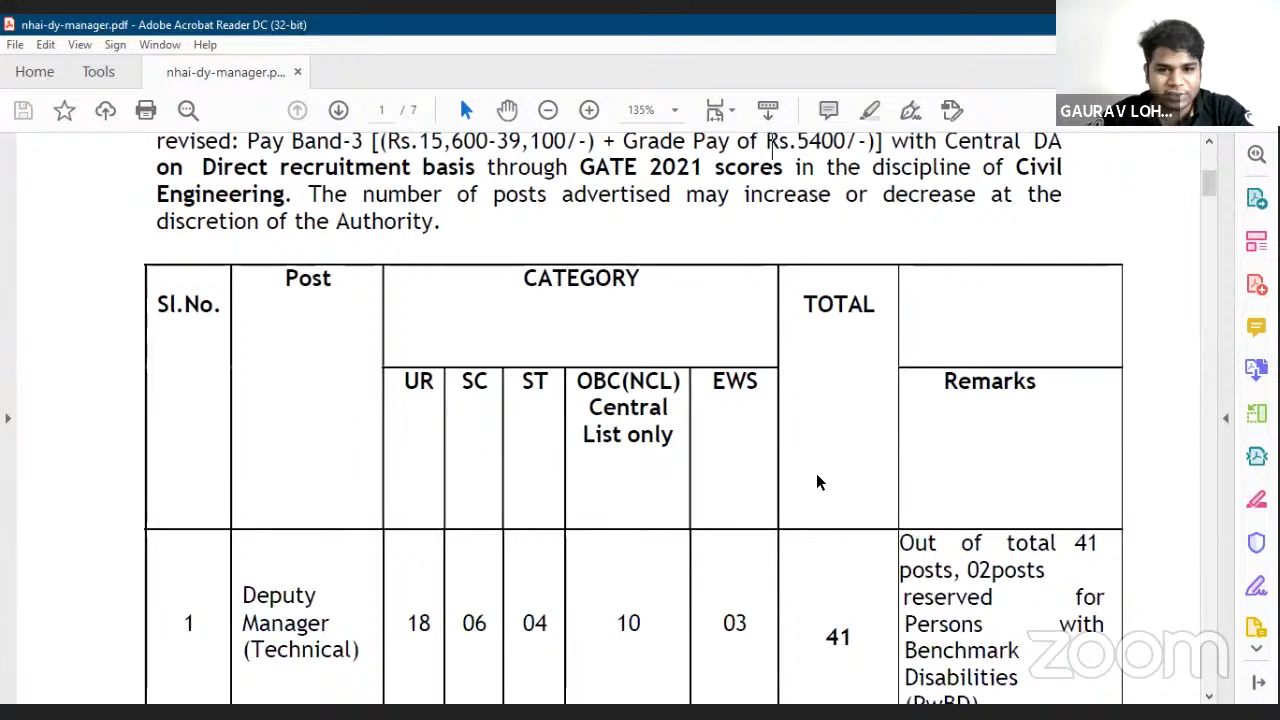 nhai-dy-manager.pdf - Adobe Acrobat Reader DC (32-bit)
File Edit View Sign Window Help
Home Tools nhai-dy-manager.p... ×
1 / 7 135%
GAURAV LOH...
revised: Pay Band-3 [(Rs.15,600-39,100/-) + Grade Pay of Rs.5400/-)] with Central DA
on Direct recruitment basis through GATE 2021 scores in the discipline of Civil
Engineering. The number of posts advertised may increase or decrease at the
discretion of the Authority.
Sl.No. Post CATEGORY TOTAL
UR SC ST OBC(NCL) Central List only EWS Remarks
1 Deputy Manager (Technical) 18 06 04 10 03 41
Out of total 41
posts, 02posts
reserved for
Persons with
Benchmark
Disabilities
(PwBD)
zoom